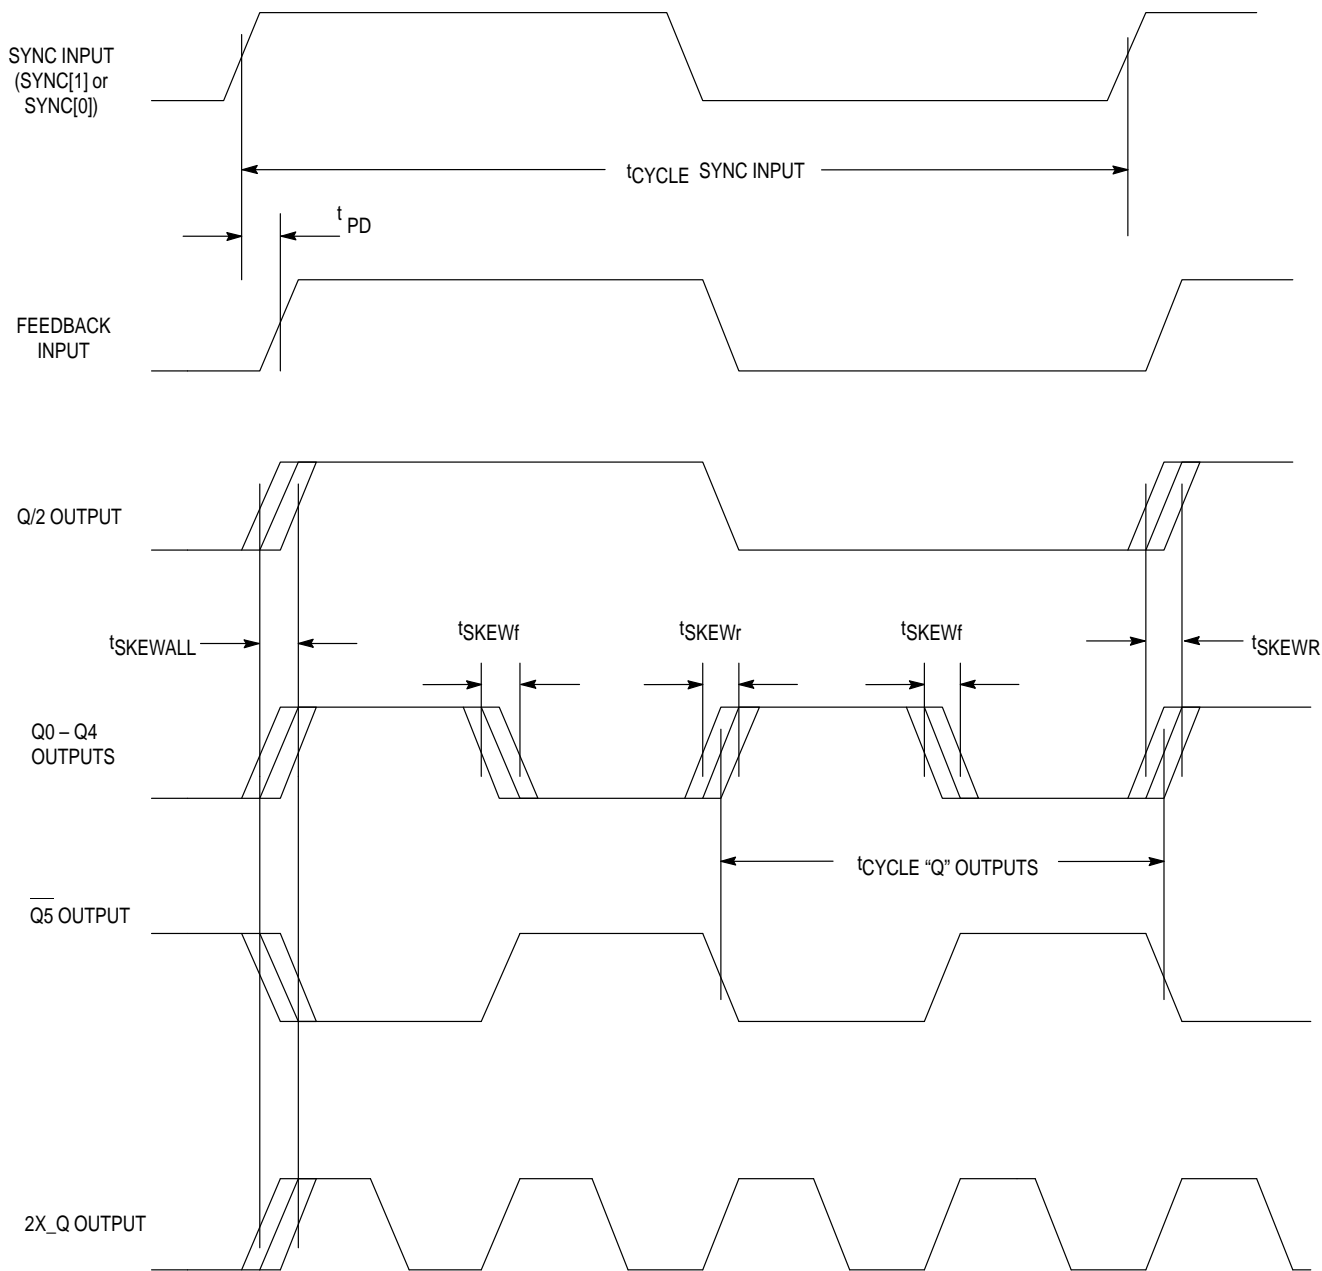 SYNC INPUT
(SYNC[1] or
SYNC[0])
tCYCLE SYNC INPUT
t PD
FEEDBACK
INPUT
Q/2 OUTPUT
tSKEWALL
tSKEWf
tSKEWr
tSKEWf
tSKEWR
Q0 – Q4
OUTPUTS
tCYCLE “Q” OUTPUTS
Q5 OUTPUT
2X_Q OUTPUT